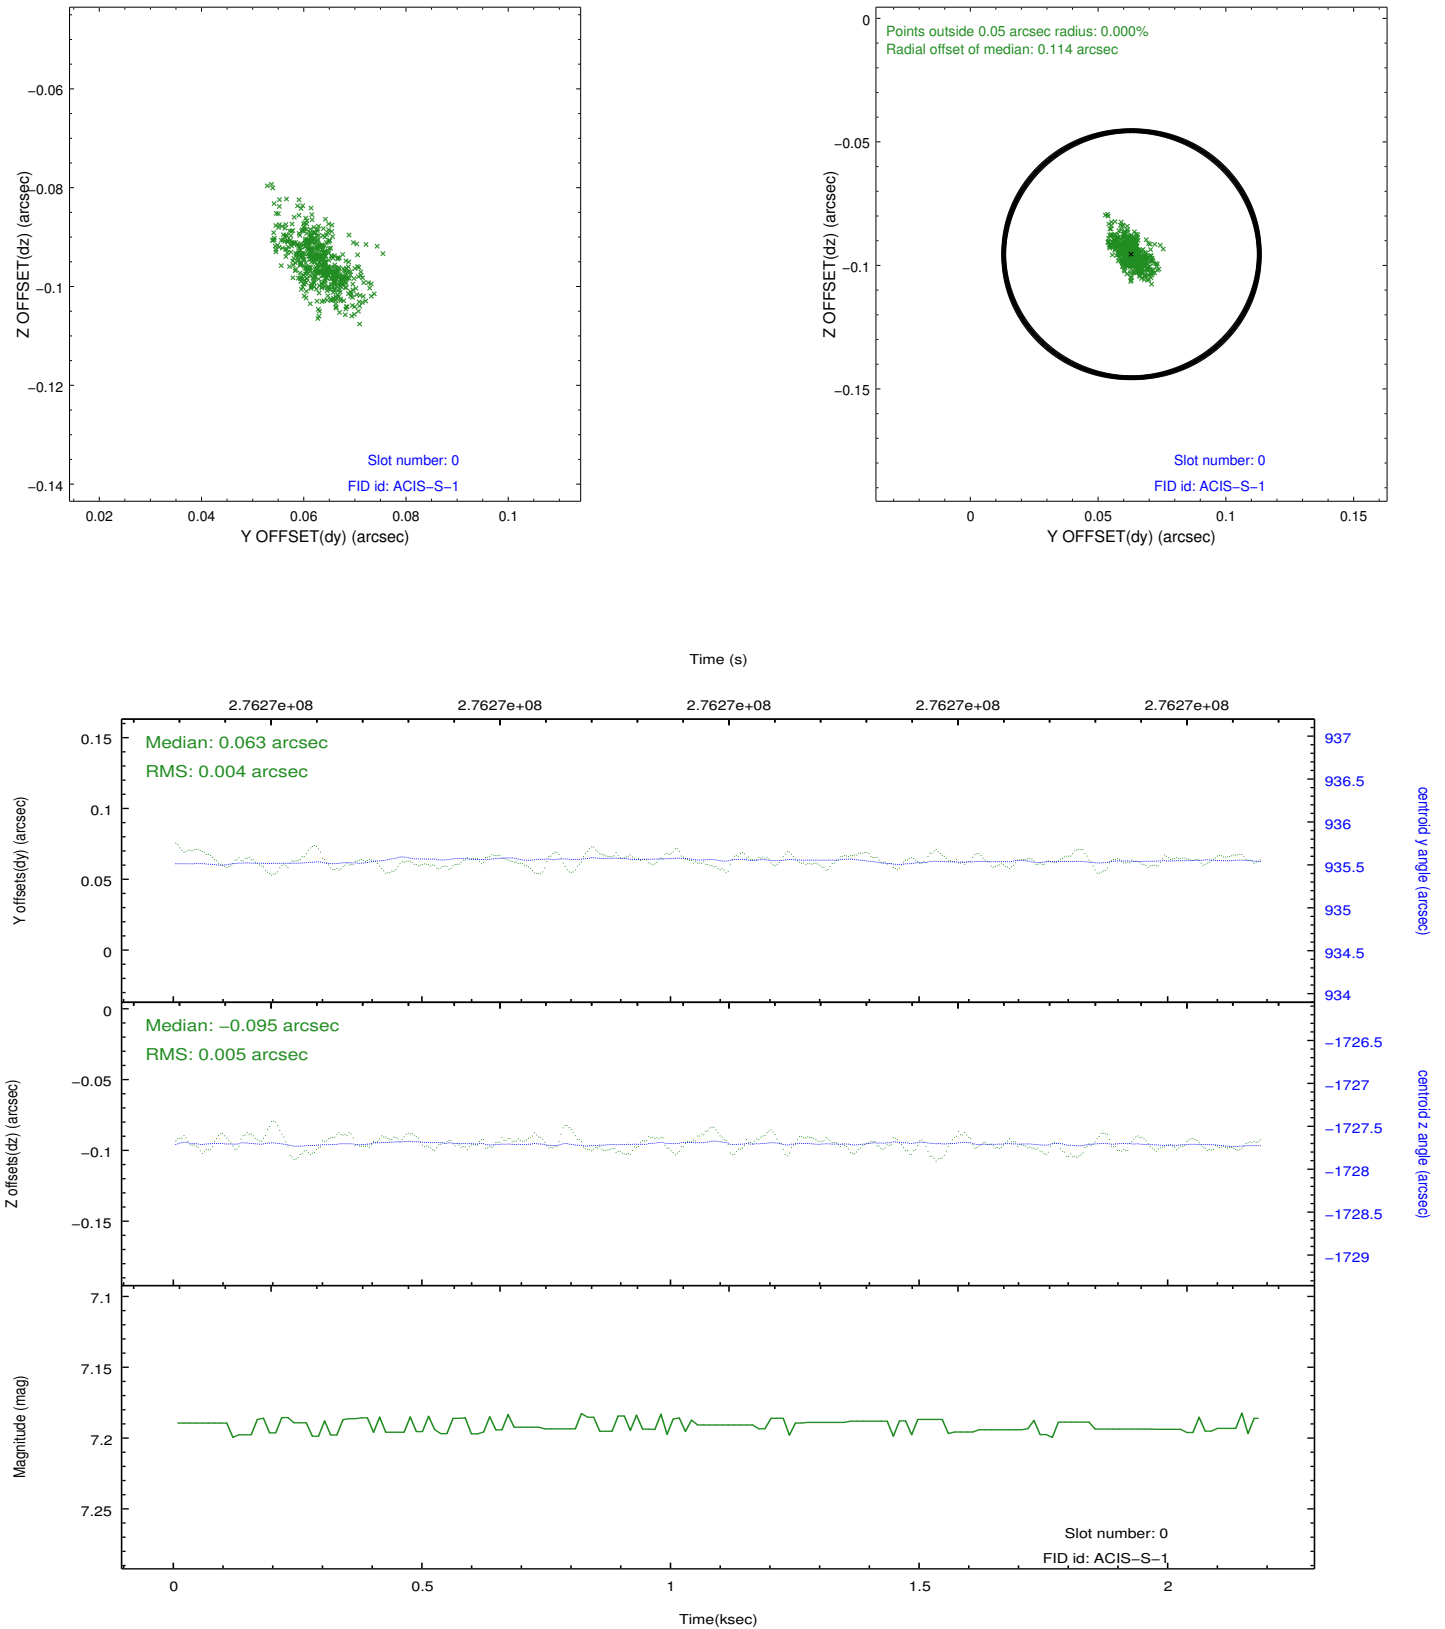 −0.06
−0.08
−0.1
−0.12
−0.14
Z OFFSET(dz) (arcsec)
Slot number: 0
FID id: ACIS−S−1
0.02 0.04 0.06 0.08 0.1
Y OFFSET(dy) (arcsec)
Points outside 0.05 arcsec radius: 0.000%
Radial offset of median: 0.114 arcsec
0
−0.05
−0.1
−0.15
Z OFFSET(dz) (arcsec)
Slot number: 0
FID id: ACIS−S−1
0 0.05 0.1 0.15
Y OFFSET(dy) (arcsec)
Time (s)
2.7627e+08 2.7627e+08 2.7627e+08 2.7627e+08 2.7627e+08
Median: 0.063 arcsec
RMS: 0.004 arcsec
0.15
0.1
0.05
0
Y offsets(dy) (arcsec)
937
936.5
936
935.5
935
934.5
934
centroid y angle (arcsec)
Median: −0.095 arcsec
RMS: 0.005 arcsec
0
−0.05
−0.1
−0.15
Z offsets(dz) (arcsec)
−1726.5
−1727
−1727.5
−1728
−1728.5
−1729
centroid z angle (arcsec)
7.1
7.15
7.2
7.25
Magnitude (mag)
Slot number: 0
FID id: ACIS−S−1
0 0.5 1 1.5 2
Time(ksec)